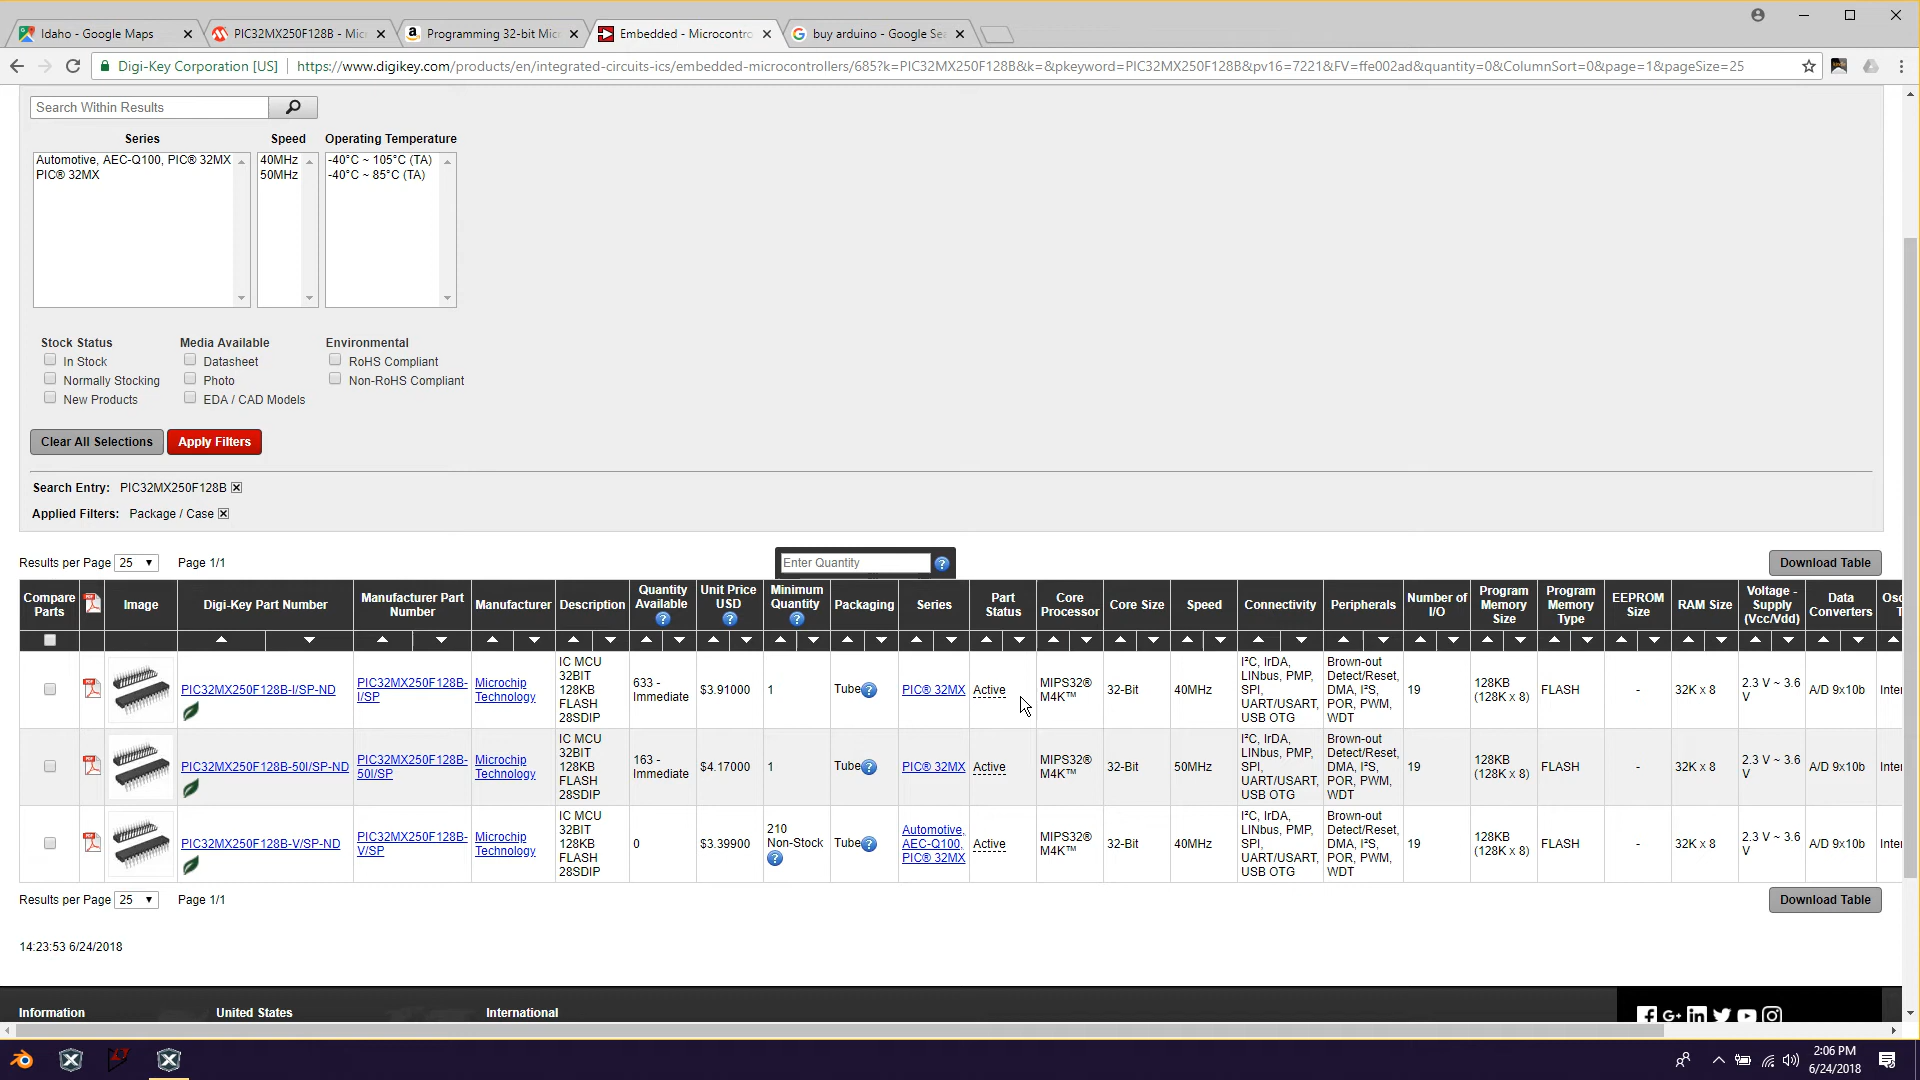 Idaho - Google Maps
PIC32MX250F128B - Mic
Programming 32-bit Mic
Embedded - Microcontro
buy arduino - Google Se
Digi-Key Corporation [US]
https://www.digikey.com/products/en/integrated-circuits-ics/embedded-microcontrollers/685?k=PIC32MX250F128B&k=&pkeyword=PIC32MX250F128B&pv16=7221&FV=ffe002ad&quantity=0&ColumnSort=0&page=1&pageSize=25
Search Within Results
Series Speed Operating Temperature
Automotive, AEC-Q100, PIC® 32MX 40MHz -40°C ~ 105°C (TA)
PIC® 32MX 50MHz -40°C ~ 85°C (TA)
Stock Status Media Available Environmental
In Stock Datasheet RoHS Compliant
Normally Stocking Photo Non-RoHS Compliant
New Products EDA / CAD Models
Clear All Selections Apply Filters
Search Entry: PIC32MX250F128B
Applied Filters: Package / Case
Results per Page 25 Page 1/1 Enter Quantity Download Table
Compare Parts
Image
Digi-Key Part Number
Manufacturer Part Number
Manufacturer
Description
Quantity Available
Unit Price USD
Minimum Quantity
Packaging
Series
Part Status
Core Processor
Core Size
Speed
Connectivity
Peripherals
Number of I/O
Program Memory Size
Program Memory Type
EEPROM Size
RAM Size
Voltage - Supply (Vcc/Vdd)
Data Converters
Osc
T
PIC32MX250F128B-I/SP-ND
PIC32MX250F128B-
I/SP
Microchip
Technology
IC MCU
32BIT
128KB
FLASH
28SDIP
633 -
Immediate
$3.91000
1
Tube
PIC® 32MX
Active
MIPS32®
M4K™
32-Bit
40MHz
I²C, IrDA,
LINbus, PMP,
SPI,
UART/USART,
USB OTG
Brown-out
Detect/Reset,
DMA, I²S,
POR, PWM,
WDT
19
128KB
(128K x 8)
FLASH
-
32K x 8
2.3 V ~ 3.6
V
A/D 9x10b
Inter
PIC32MX250F128B-50I/SP-ND
PIC32MX250F128B-
50I/SP
Microchip
Technology
IC MCU
32BIT
128KB
FLASH
28SDIP
163 -
Immediate
$4.17000
1
Tube
PIC® 32MX
Active
MIPS32®
M4K™
32-Bit
50MHz
I²C, IrDA,
LINbus, PMP,
SPI,
UART/USART,
USB OTG
Brown-out
Detect/Reset,
DMA, I²S,
POR, PWM,
WDT
19
128KB
(128K x 8)
FLASH
-
32K x 8
2.3 V ~ 3.6
V
A/D 9x10b
Inter
PIC32MX250F128B-V/SP-ND
PIC32MX250F128B-
V/SP
Microchip
Technology
IC MCU
32BIT
128KB
FLASH
28SDIP
0
$3.39900
210
Non-Stock
Tube
Automotive,
AEC-Q100,
PIC® 32MX
Active
MIPS32®
M4K™
32-Bit
40MHz
I²C, IrDA,
LINbus, PMP,
SPI,
UART/USART,
USB OTG
Brown-out
Detect/Reset,
DMA, I²S,
POR, PWM,
WDT
19
128KB
(128K x 8)
FLASH
-
32K x 8
2.3 V ~ 3.6
V
A/D 9x10b
Inter
Results per Page 25 Page 1/1 Download Table
14:23:53 6/24/2018
Information United States International
2:06 PM
6/24/2018